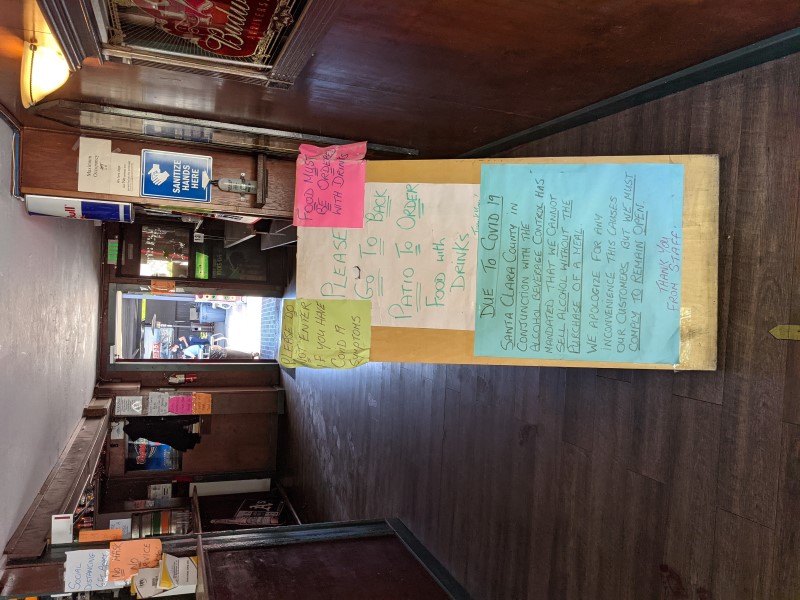 SOCIAL
DISTANCING
NO MASK
NO
SERVICE
Bull
Maximum
Occupancy
SANITIZE
HANDS
HERE
Budw
PLEASE DO
NOT ENTER
IF YOU HAVE
COVID 19
SYMPTOMS
FOOD MUST
BE ORDERED
WITH DRINKS
PLEASE
GO TO BACK
PATIO TO ORDER
FOOD WITH
DRINKS
DUE TO COVID 19
SANTA CLARA COUNTY IN
CONJUNCTION WITH THE
ALCOHOL BEVERAGE CONTROL HAS
MANDATED THAT WE CANNOT
SELL ALCOHOL WITHOUT THE
PURCHASE OF A MEAL
WE APOLOGIZE FOR ANY
INCONVENIENCE THIS CAUSES
OUR CUSTOMERS BUT WE MUST
COMPLY TO REMAIN OPEN.
THANK YOU
FROM STAFF.